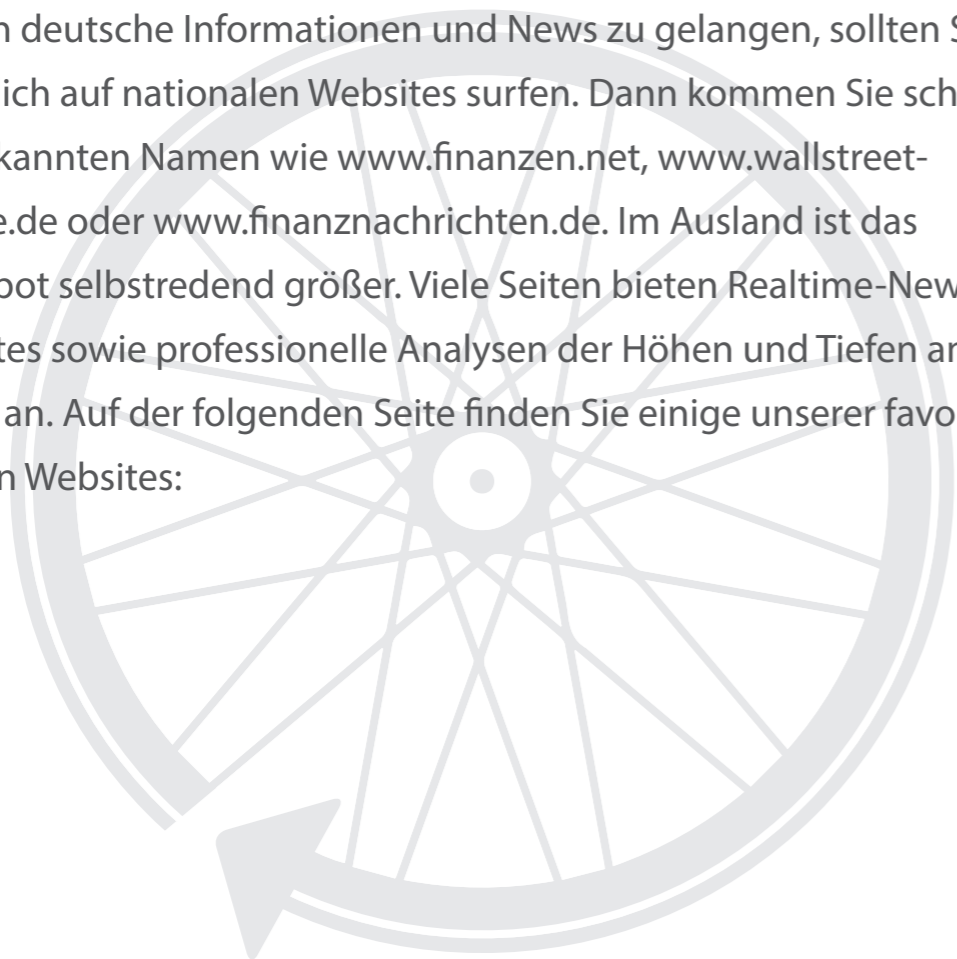 n deutsche Informationen und News zu gelangen, sollten S
ich auf nationalen Websites surfen. Dann kommen Sie sch
kannten Namen wie www.finanzen.net, www.wallstreet-
e.de oder www.finanznachrichten.de. Im Ausland ist das
bot selbstredend größer. Viele Seiten bieten Realtime-New
tes sowie professionelle Analysen der Höhen und Tiefen an
an. Auf der folgenden Seite finden Sie einige unserer favo
n Websites: